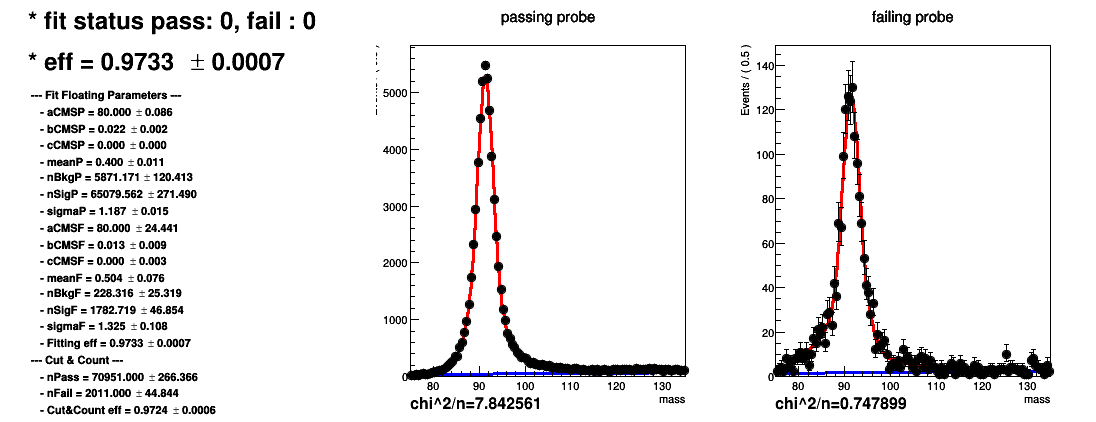 * fit status pass: 0, fail : 0
* eff = 0.9733 ± 0.0007
--- Fit Floating Parameters ---
- aCMSP = 80.000 ± 0.086
- bCMSP = 0.022 ± 0.002
- cCMSP = 0.000 ± 0.000
- meanP = 0.400 ± 0.011
- nBkgP = 5871.171 ± 120.413
- nSigP = 65079.562 ± 271.490
- sigmaP = 1.187 ± 0.015
- aCMSF = 80.000 ± 24.441
- bCMSF = 0.013 ± 0.009
- cCMSF = 0.000 ± 0.003
- meanF = 0.504 ± 0.076
- nBkgF = 228.316 ± 25.319
- nSigF = 1782.719 ± 46.854
- sigmaF = 1.325 ± 0.108
- Fitting eff = 0.9733 ± 0.0007
--- Cut & Count ---
- nPass = 70951.000 ± 266.366
- nFail = 2011.000 ± 44.844
- Cut&Count eff = 0.9724 ± 0.0006
passing probe
5000
4000
3000
2000
1000
0
80 90 100 110 120 130
mass
chi^2/n=7.842561
failing probe
Events / ( 0.5 )
140
120
100
80
60
40
20
0
80 90 100 110 120 130
mass
chi^2/n=0.747899